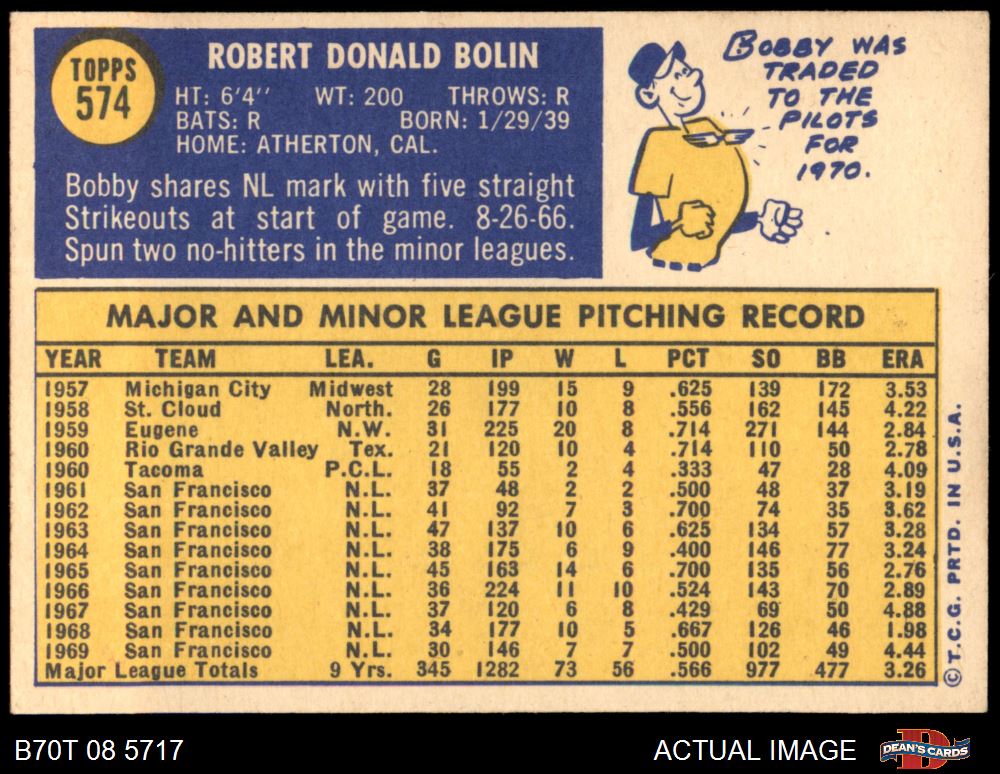 TOPPS
574
ROBERT DONALD BOLIN
HT: 6'4" WT: 200 THROWS: R
BATS: R BORN: 1/29/39
HOME: ATHERTON, CAL.
Bobby shares NL mark with five straight
Strikeouts at start of game. 8-26-66.
Spun two no-hitters in the minor leagues.
BOBBY WAS
TRADED
TO THE
PILOTS
FOR
1970.
MAJOR AND MINOR LEAGUE PITCHING RECORD
YEAR TEAM LEA. G IP W L PCT SO BB ERA
1957 Michigan City Midwest 28 199 15 9 .625 139 172 3.53
1958 St. Cloud North. 26 177 10 8 .556 162 145 4.22
1959 Eugene N.W. 31 225 20 8 .714 271 144 2.84
1960 Rio Grande Valley Tex. 21 120 10 4 .714 110 50 2.78
1960 Tacoma P.C.L. 18 55 2 4 .333 47 28 4.09
1961 San Francisco N.L. 37 48 2 2 .500 48 37 3.19
1962 San Francisco N.L. 41 92 7 3 .700 74 35 3.62
1963 San Francisco N.L. 47 137 10 6 .625 134 57 3.28
1964 San Francisco N.L. 38 175 6 9 .400 146 77 3.24
1965 San Francisco N.L. 45 163 14 6 .700 135 56 2.76
1966 San Francisco N.L. 36 224 11 10 .524 143 70 2.89
1967 San Francisco N.L. 37 120 6 8 .429 69 50 4.88
1968 San Francisco N.L. 34 177 10 5 .667 126 46 1.98
1969 San Francisco N.L. 30 146 7 7 .500 102 49 4.44
Major League Totals 9 Yrs. 345 1282 73 56 .566 977 477 3.26
©T.C.G. PRTD. IN U.S.A.
B70T 08 5717
ACTUAL IMAGE
DEAN'S CARDS